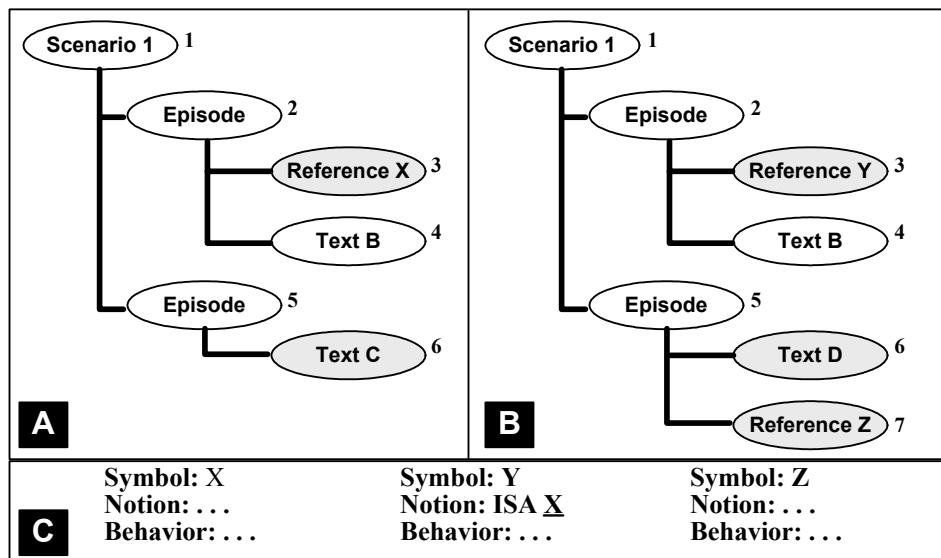 Scenario 1 1
Episode 2
Reference X 3
Text B 4
Episode 5
Text C 6
A
Scenario 1 1
Episode 2
Reference Y 3
Text B 4
Episode 5
Text D 6
Reference Z 7
B
C
Symbol: X
Notion: . . .
Behavior: . . .
Symbol: Y
Notion: ISA X
Behavior: . . .
Symbol: Z
Notion: . . .
Behavior: . . .